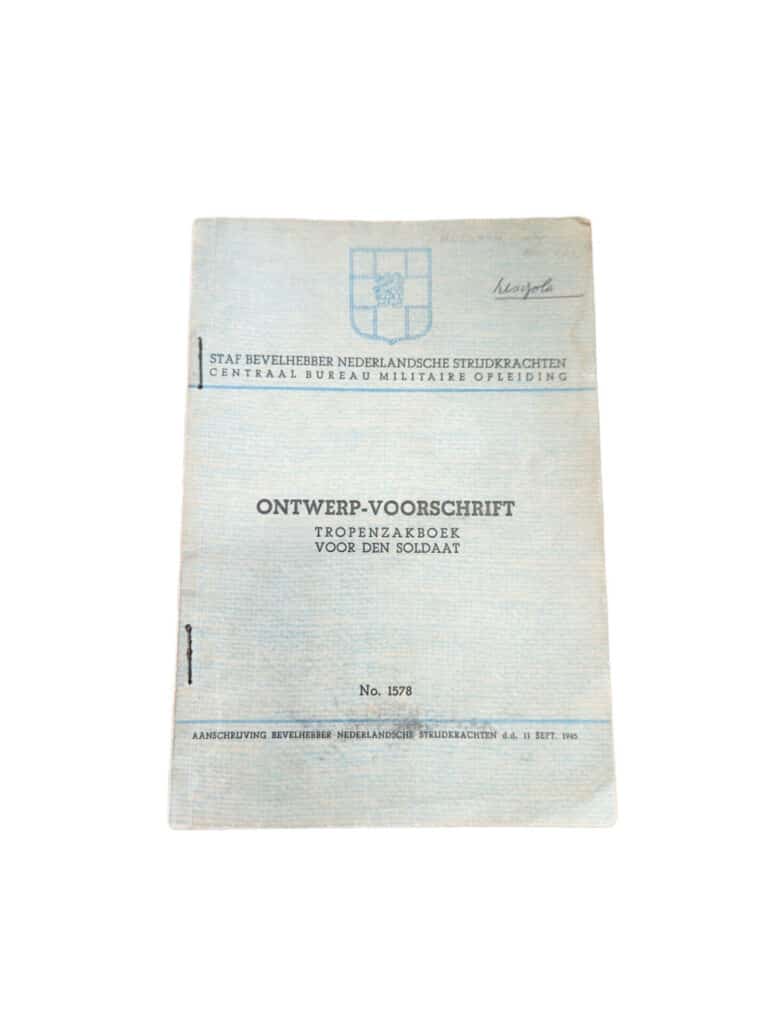 STAF BEVELHEBBER NEDERLANDSCHE STRIJDKRACHTEN
CENTRAAL BUREAU MILITAIRE OPLEIDING
ONTWERP-VOORSCHRIFT
TROPENZAKBOEK
VOOR DEN SOLDAAT
No. 1578
AANSCHRIJVING BEVELHEBBER NEDERLANDSCHE STRIJDKRACHTEN d.d. 11 SEPT. 1945